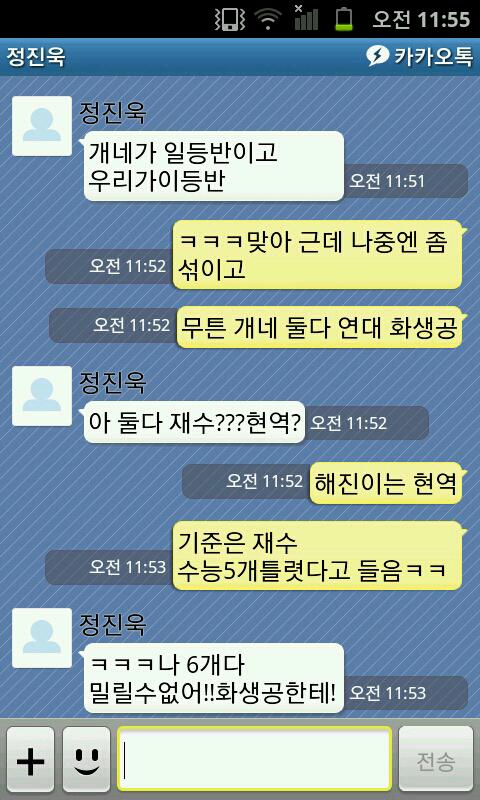 오전 11:55
정진욱 카카오톡
정진욱
개네가 일등반이고
우리가이등반
오전 11:51
ㅋㅋㅋ맞아 근데 나중엔 좀
섞이고
오전 11:52
무튼 개네 둘다 연대 화생공
오전 11:52
정진욱
아 둘다 재수???현역?
오전 11:52
해진이는 현역
오전 11:52
기준은 재수
수능5개틀렷다고 들음ㅋㅋ
오전 11:53
정진욱
ㅋㅋㅋ나 6개다
밀릴수없어!!화생공한테!
오전 11:53
전송